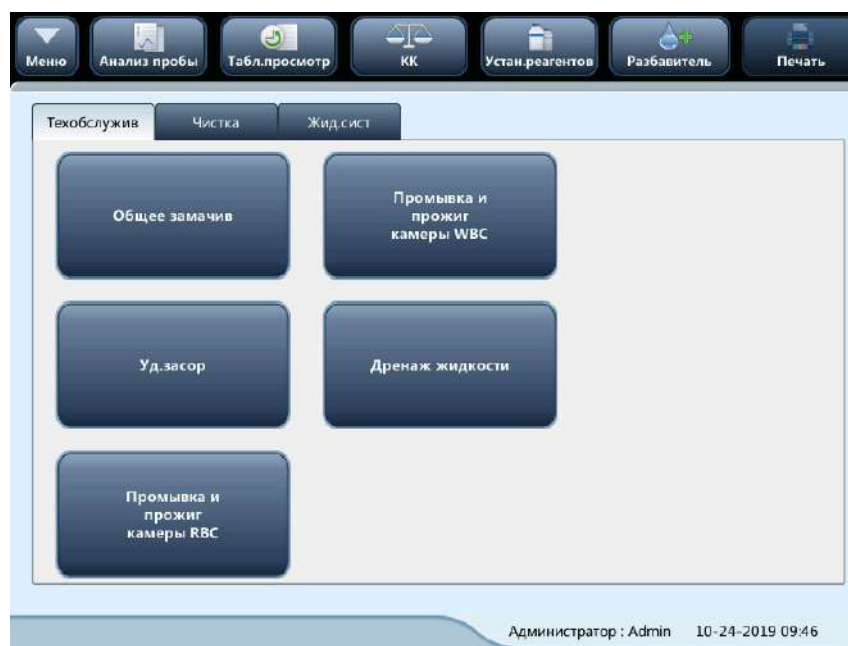 Меню
Анализ пробы
Табл.просмотр
КК
Устан.реагентов
Разбавитель
Печать
Техобслужив
Чистка
Жид.сист
Общее замачив
Промывка и
прожиг
камеры WBC
Уд.засор
Дренаж жидкости
Промывка и
прожиг
камеры RBC
Администратор : Admin
10-24-2019 09:46